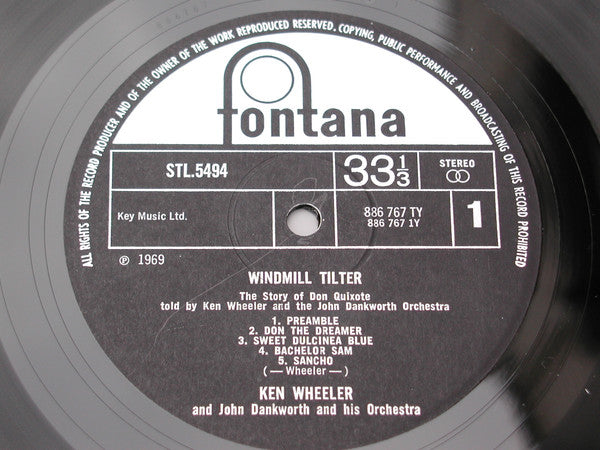 ALL RIGHTS OF THE RECORD PRODUCER AND OF THE OWNER OF THE WORK REPRODUCED RESERVED. COPYING, PUBLIC PERFORMANCE AND BROADCASTING OF THIS RECORD PROHIBITED
fontana
STL.5494
33 1/3
STEREO
Key Music Ltd.
886 767 TY
886 767 1Y
1
℗ 1969
WINDMILL TILTER
The Story of Don Quixote
told by Ken Wheeler and the John Dankworth Orchestra
1. PREAMBLE
2. DON THE DREAMER
3. SWEET DULCINEA BLUE
4. BACHELOR SAM
5. SANCHO
(— Wheeler —)
KEN WHEELER
and John Dankworth and his Orchestra